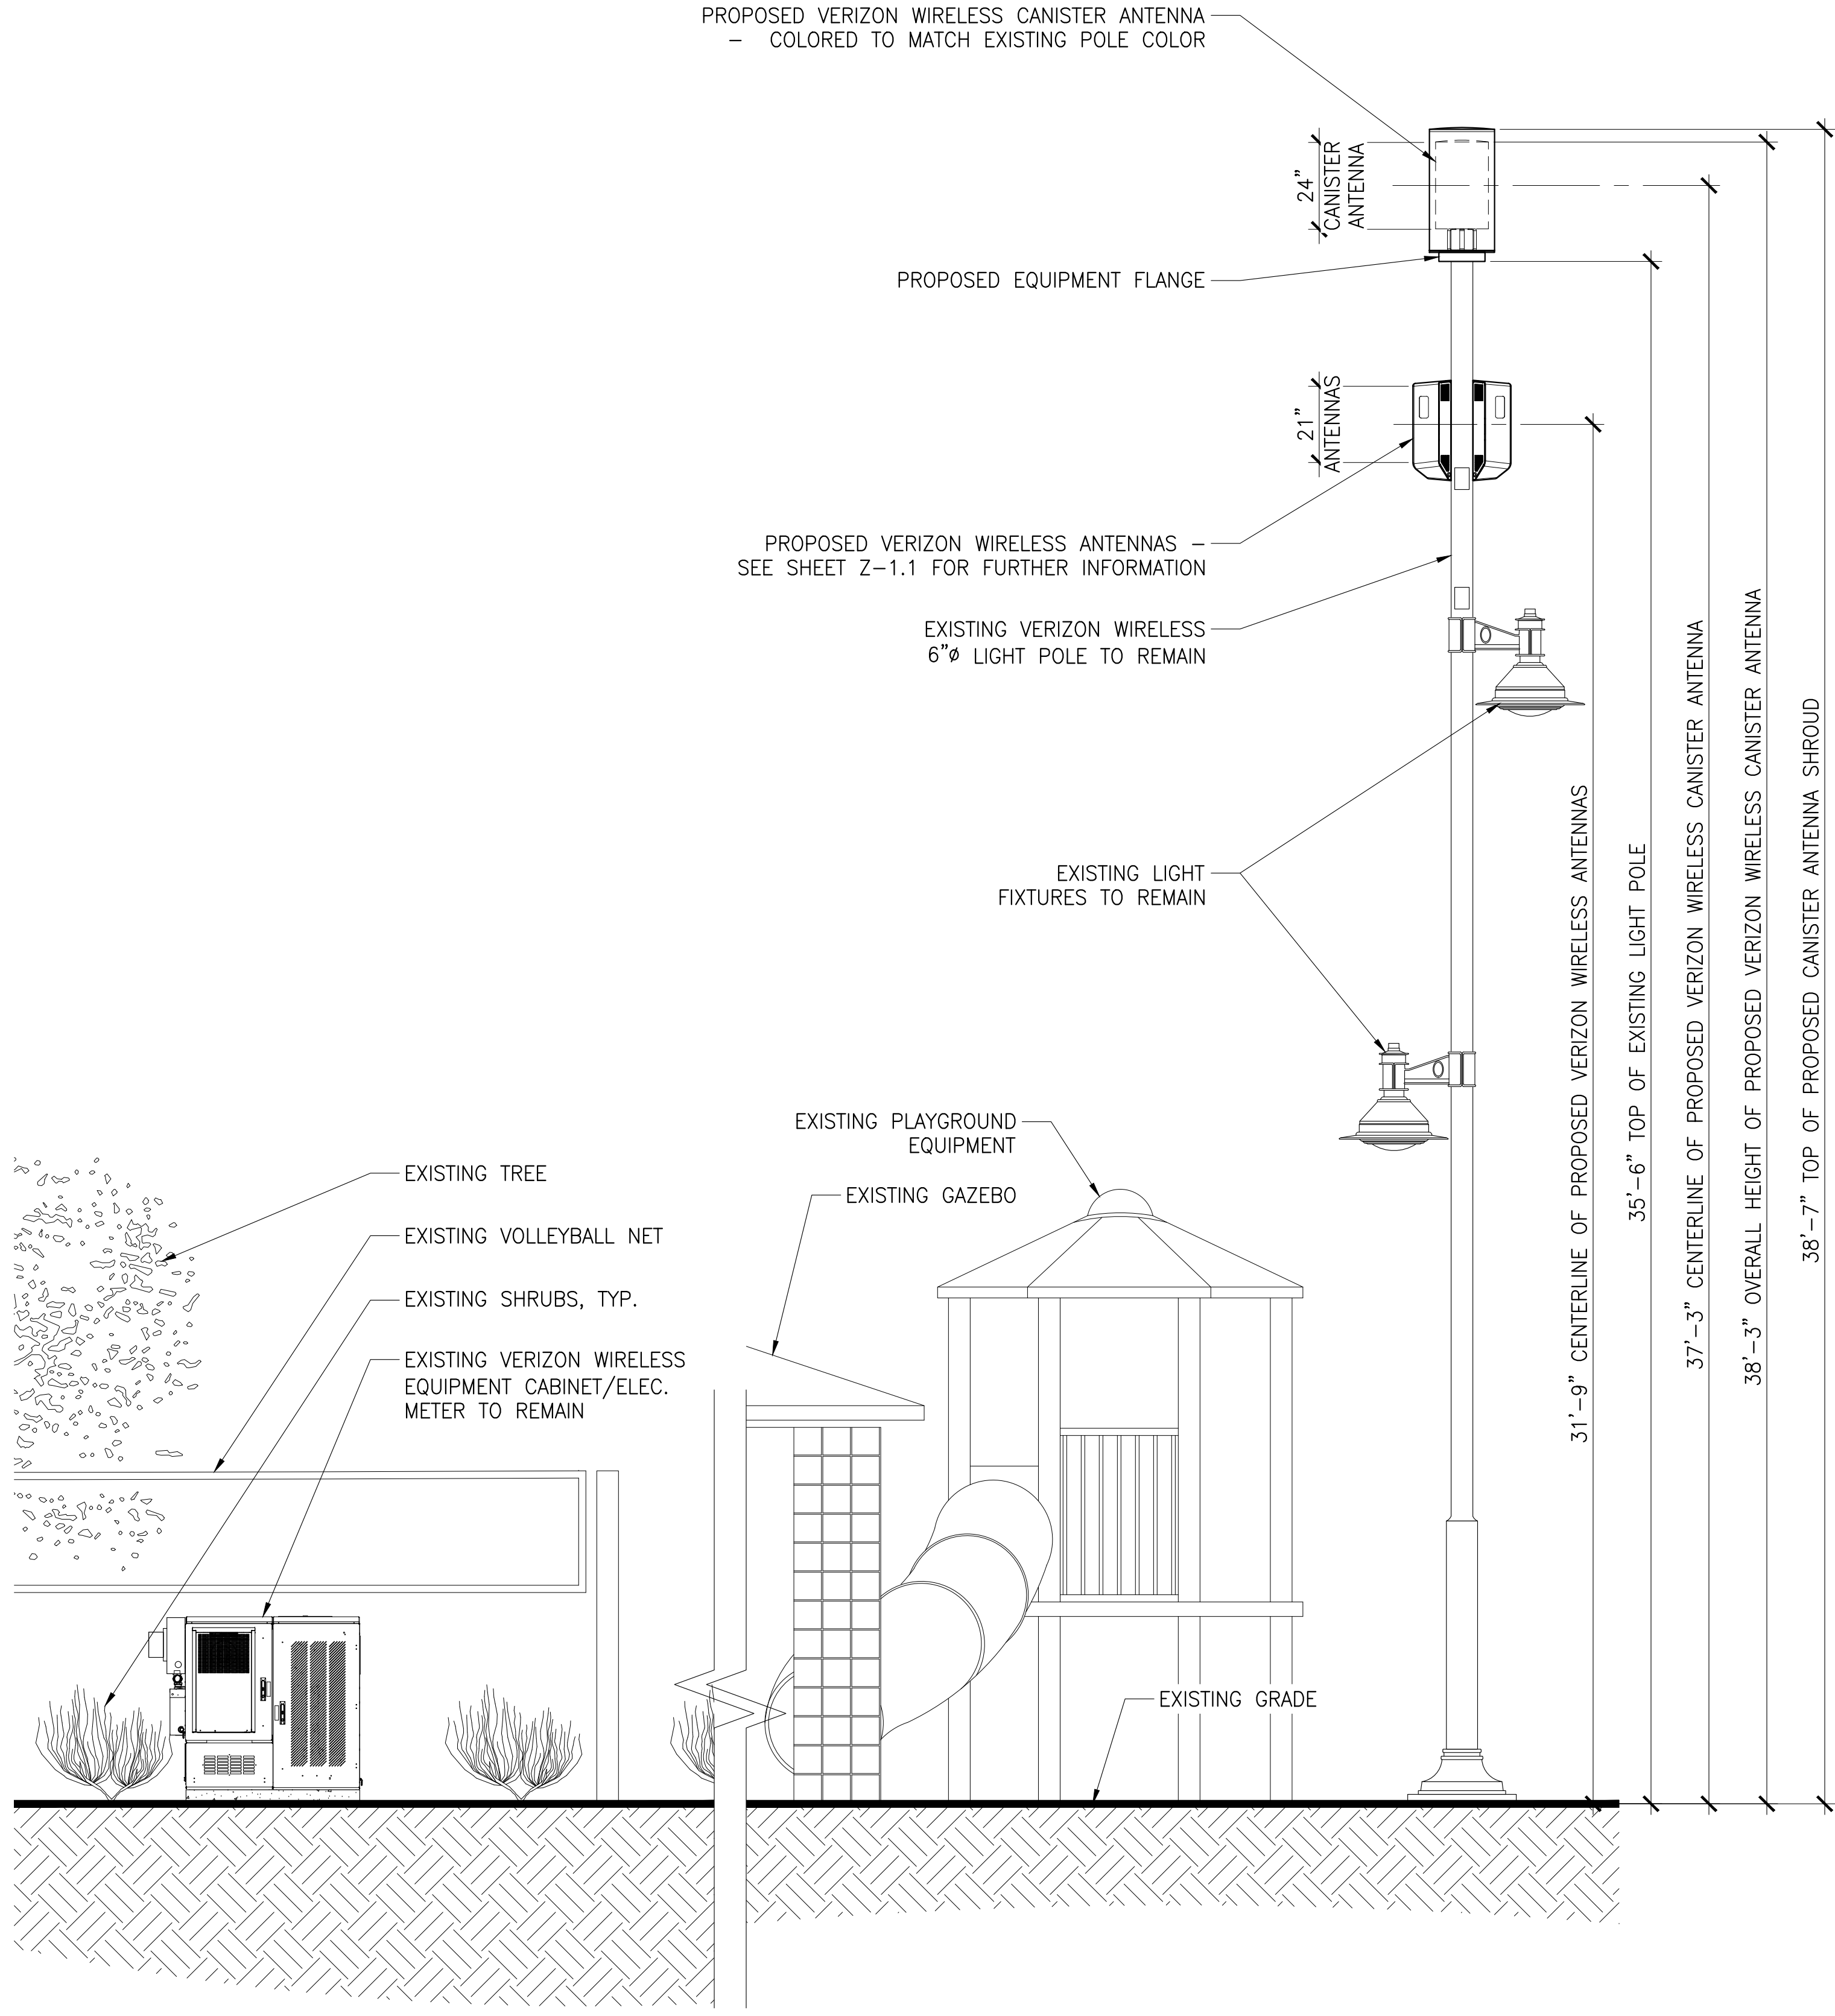 PROPOSED VERIZON WIRELESS CANISTER ANTENNA
– COLORED TO MATCH EXISTING POLE COLOR
24”
CANISTER
ANTENNA
PROPOSED EQUIPMENT FLANGE
21”
ANTENNAS
PROPOSED VERIZON WIRELESS ANTENNAS –
SEE SHEET Z–1.1 FOR FURTHER INFORMATION
EXISTING VERIZON WIRELESS
6”ø LIGHT POLE TO REMAIN
EXISTING LIGHT
FIXTURES TO REMAIN
EXISTING PLAYGROUND
EQUIPMENT
EXISTING GAZEBO
EXISTING TREE
EXISTING VOLLEYBALL NET
EXISTING SHRUBS, TYP.
EXISTING VERIZON WIRELESS
EQUIPMENT CABINET/ELEC.
METER TO REMAIN
EXISTING GRADE
31’–9” CENTERLINE OF PROPOSED VERIZON WIRELESS ANTENNAS
35’–6” TOP OF EXISTING LIGHT POLE
37’–3” CENTERLINE OF PROPOSED VERIZON WIRELESS CANISTER ANTENNA
38’–3” OVERALL HEIGHT OF PROPOSED VERIZON WIRELESS CANISTER ANTENNA
38’–7” TOP OF PROPOSED CANISTER ANTENNA SHROUD